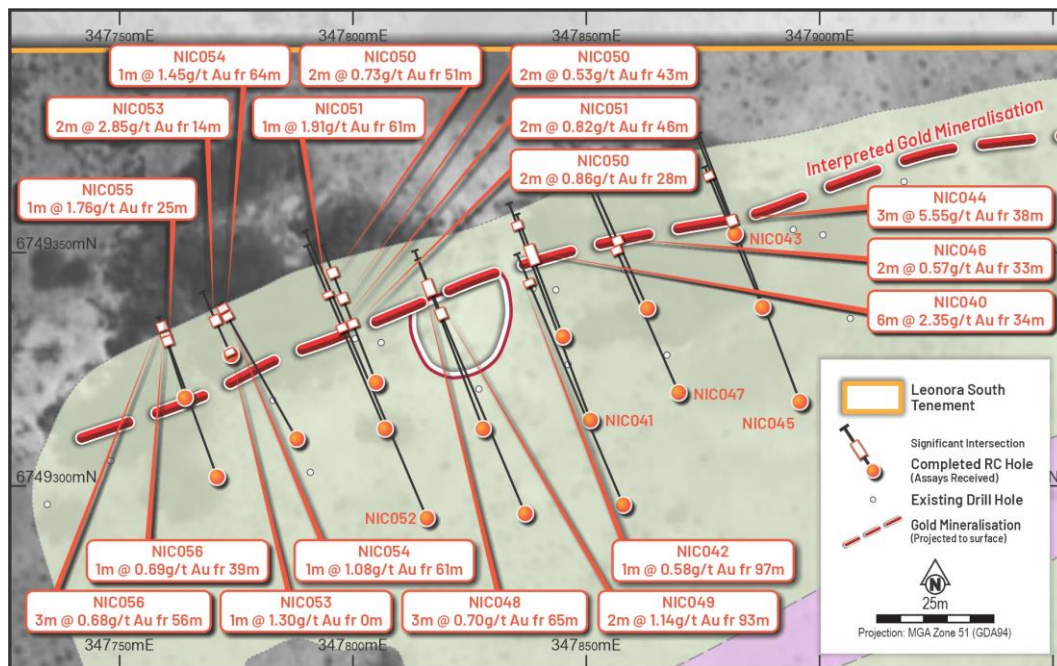 347750mE
347800mE
347850mE
347900mE
NIC054
1m @ 1.45g/t Au fr 64m
NIC050
2m @ 0.73g/t Au fr 51m
NIC050
2m @ 0.53g/t Au fr 43m
NIC053
2m @ 2.85g/t Au fr 14m
NIC051
1m @ 1.91g/t Au fr 61m
NIC051
2m @ 0.82g/t Au fr 46m
NIC055
1m @ 1.76g/t Au fr 25m
NIC050
2m @ 0.86g/t Au fr 28m
Interpreted Gold Mineralisation
NIC044
3m @ 5.55g/t Au fr 38m
6749350mN
NIC043
NIC046
2m @ 0.57g/t Au fr 33m
NIC040
6m @ 2.35g/t Au fr 34m
NIC041
NIC047
NIC045
6749300mN
NIC052
Leonora South
Tenement
Significant Intersection
Completed RC Hole
(Assays Received)
Existing Drill Hole
Gold Mineralisation
(Projected to surface)
N
25m
Projection: MGA Zone 51 (GDA94)
NIC056
1m @ 0.69g/t Au fr 39m
NIC054
1m @ 1.08g/t Au fr 61m
NIC042
1m @ 0.58g/t Au fr 97m
NIC056
3m @ 0.68g/t Au fr 56m
NIC053
1m @ 1.30g/t Au fr 0m
NIC048
3m @ 0.70g/t Au fr 65m
NIC049
2m @ 1.14g/t Au fr 93m
347750mE
347800mE
347850mE